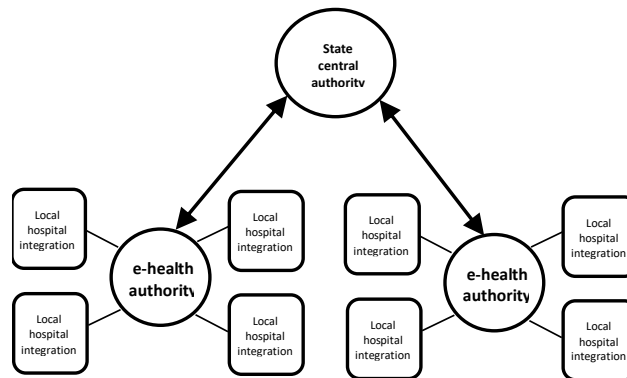 State
central
authority
Local
hospital
integration
Local
hospital
integration
Local
hospital
integration
Local
hospital
integration
e-health
authority
e-health
authority
Local
hospital
integration
Local
hospital
integration
Local
hospital
integration
Local
hospital
integration